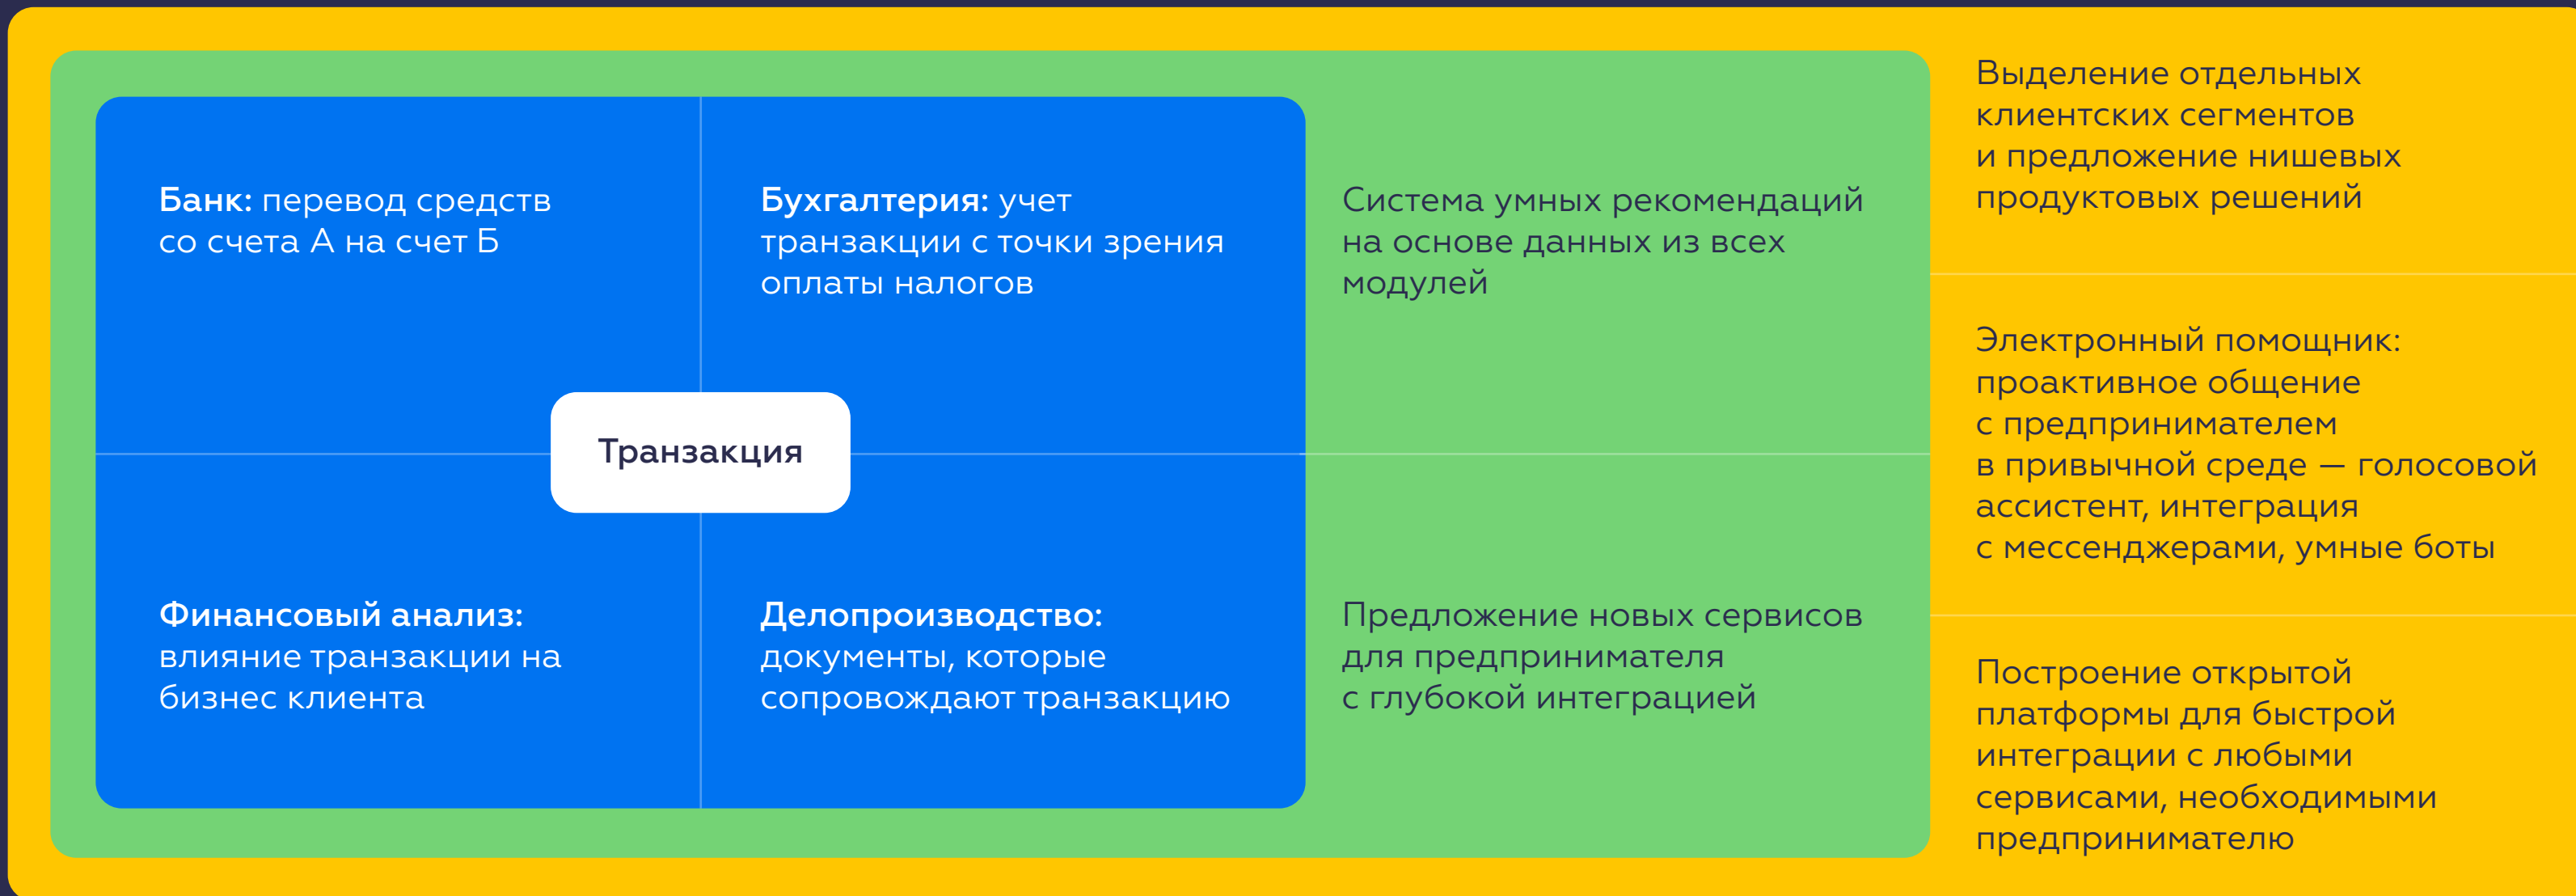 Банк: перевод средств
со счета А на счет Б
Бухгалтерия: учет
транзакции с точки зрения
оплаты налогов
Транзакция
Финансовый анализ:
влияние транзакции на
бизнес клиента
Делопроизводство:
документы, которые
сопровождают транзакцию
Система умных рекомендаций
на основе данных из всех
модулей
Предложение новых сервисов
для предпринимателя
с глубокой интеграцией
Выделение отдельных
клиентских сегментов
и предложение нишевых
продуктовых решений
Электронный помощник:
проактивное общение
с предпринимателем
в привычной среде — голосовой
ассистент, интеграция
с мессенджерами, умные боты
Построение открытой
платформы для быстрой
интеграции с любыми
сервисами, необходимыми
предпринимателю